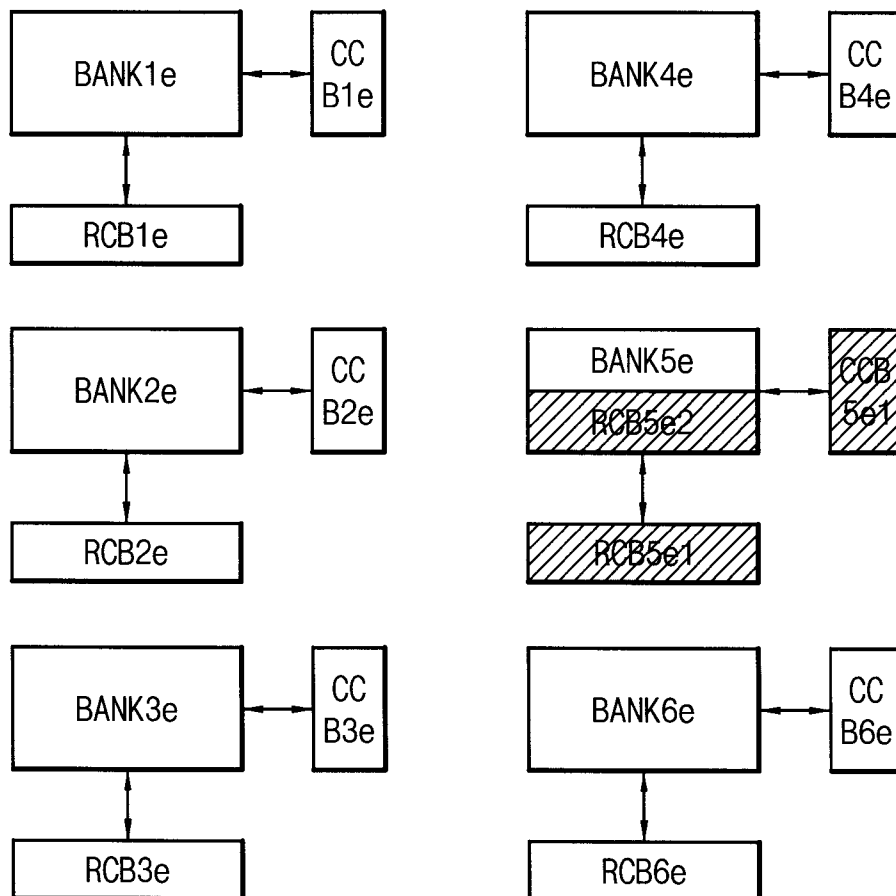 BANK1e
CC
B1e
RCB1e
BANK4e
CC
B4e
RCB4e
BANK2e
CC
B2e
RCB2e
BANK5e
RCB5e2
CCB
5e1
RCB5e1
BANK3e
CC
B3e
RCB3e
BANK6e
CC
B6e
RCB6e